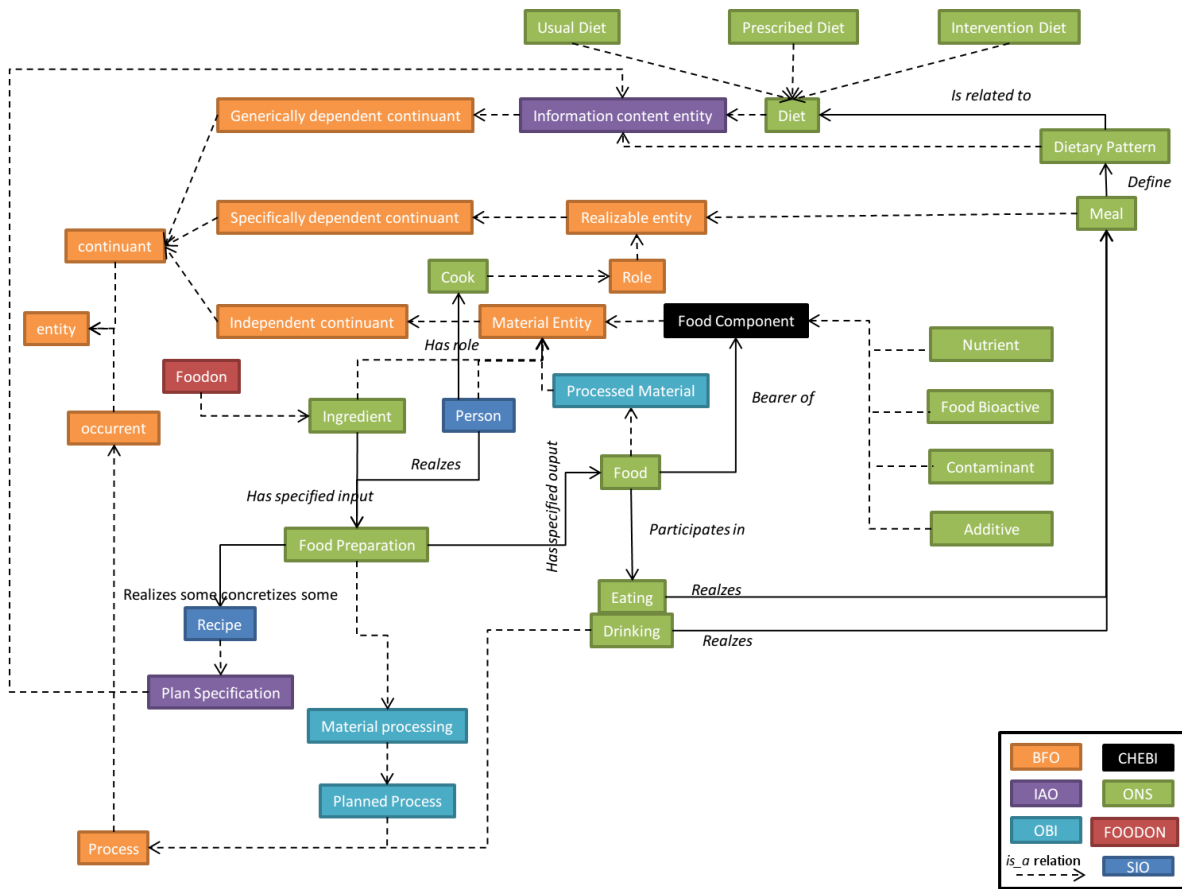 Usual Diet
Prescribed Diet
Intervention Diet
Is related to
Generically dependent continuant
Information content entity
Diet
Dietary Pattern
Define
Specifically dependent continuant
Realizable entity
Meal
continuant
Cook
Role
entity
Independent continuant
Material Entity
Food Component
Has role
Nutrient
Foodon
Processed Material
Bearer of
Ingredient
Person
Food Bioactive
occurrent
Realzes
Food
Contaminant
Has specified input
Has specified ouput
Participates in
Additive
Food Preparation
Realizes some concretizes some
Eating
Realzes
Recipe
Drinking
Realzes
Plan Specification
Material processing
Planned Process
Process
BFO
CHEBI
IAO
ONS
OBI
FOODON
is_a relation
SIO